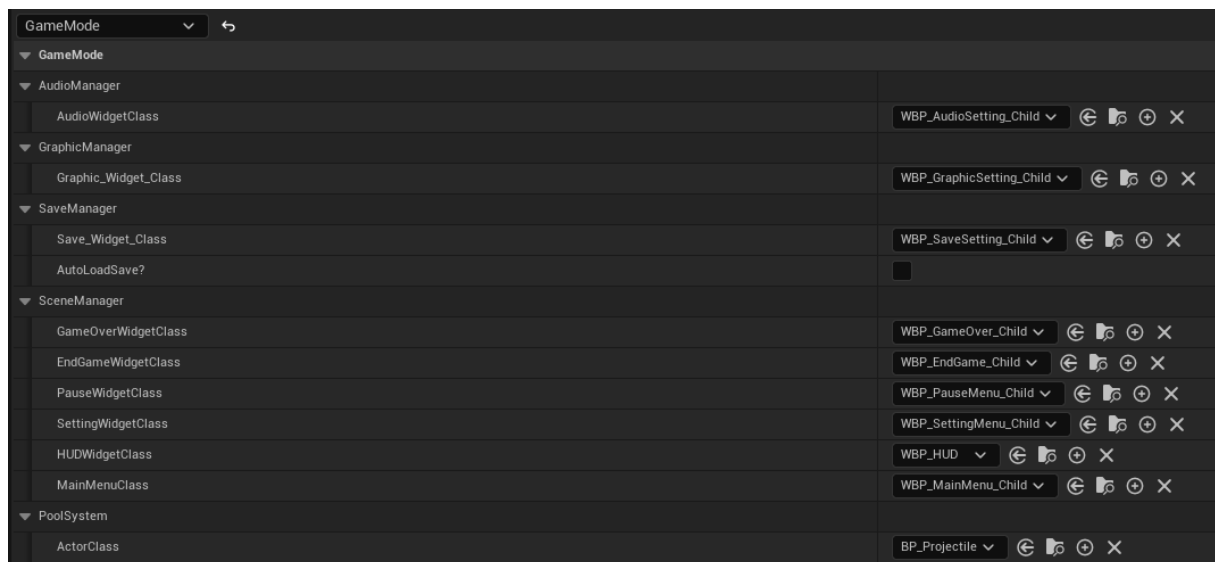 GameMode
GameMode
AudioManager
AudioWidgetClass WBP_AudioSetting_Child
GraphicManager
Graphic_Widget_Class WBP_GraphicSetting_Child
SaveManager
Save_Widget_Class WBP_SaveSetting_Child
AutoLoadSave?
SceneManager
GameOverWidgetClass WBP_GameOver_Child
EndGameWidgetClass WBP_EndGame_Child
PauseWidgetClass WBP_PauseMenu_Child
SettingWidgetClass WBP_SettingMenu_Child
HUDWidgetClass WBP_HUD
MainMenuClass WBP_MainMenu_Child
PoolSystem
ActorClass BP_Projectile